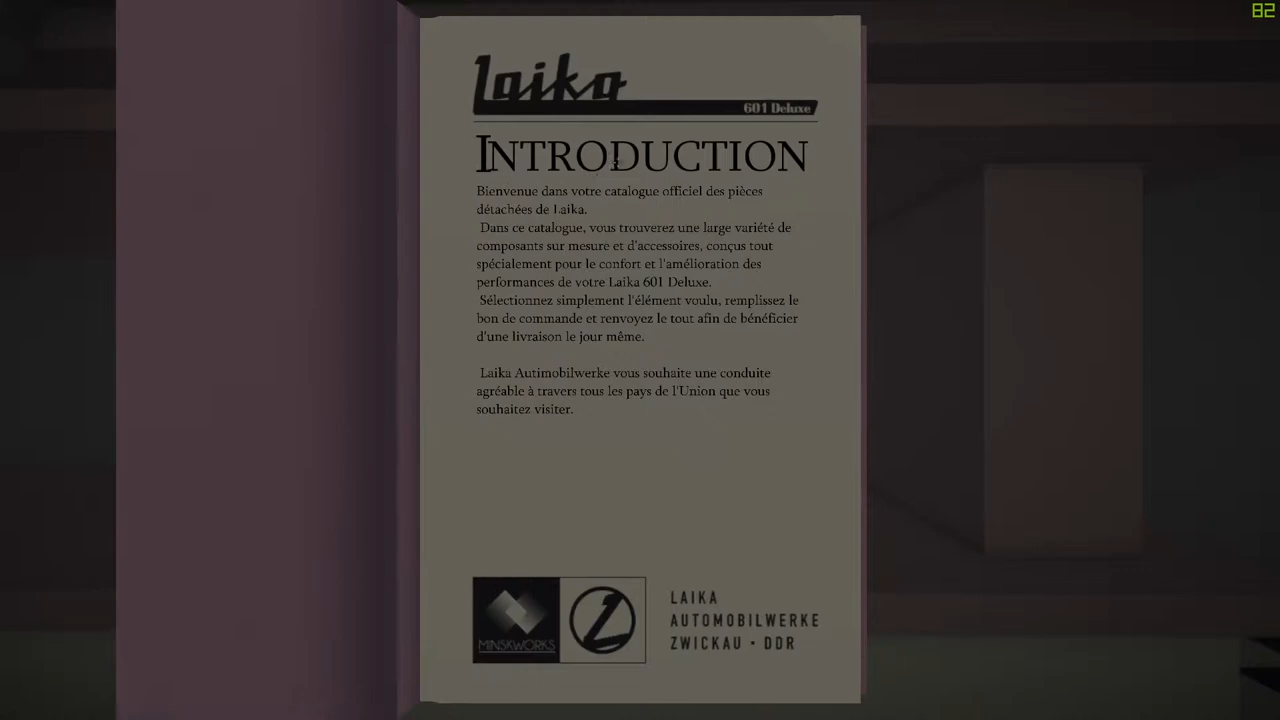 82
Laika
601 Deluxe
INTRODUCTION
Bienvenue dans votre catalogue officiel des pièces
détachées de Laika.
Dans ce catalogue, vous trouverez une large variété de
composants sur mesure et d'accessoires, conçus tout
spécialement pour le confort et l'amélioration des
performances de votre Laika 601 Deluxe.
Sélectionnez simplement l'élément voulu, remplissez le
bon de commande et renvoyez le tout afin de bénéficier
d'une livraison le jour même.
Laika Autimobilwerke vous souhaite une conduite
agréable à travers tous les pays de l'Union que vous
souhaitez visiter.
MINSKWORKS
LAIKA
AUTOMOBILWERKE
ZWICKAU • DDR